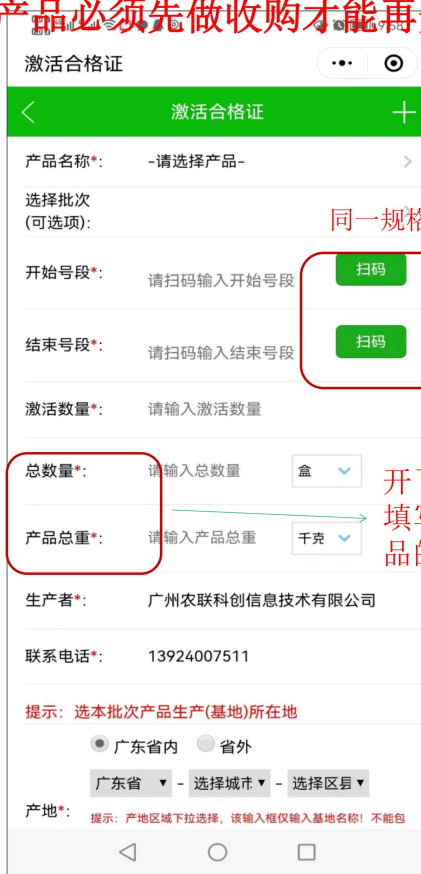 产品必须先做收购才能再
9:58
激活合格证
激活合格证
产品名称*: -请选择产品-
选择批次
(可选项):
同一规格
开始号段*: 请扫码输入开始号段 扫码
结束号段*: 请扫码输入结束号段 扫码
激活数量*: 请输入激活数量
总数量*: 请输入总数量 盒
开
填写
产品总重*: 请输入产品总重 千克
品的
生产者*: 广州农联科创信息技术有限公司
联系电话*: 13924007511
提示: 选本批次产品生产(基地)所在地
广东省内 省外
广东省 - 选择城市 - 选择区县
产地*: 提示: 产地区域下拉选择, 该输入框仅输入基地名称! 不能包